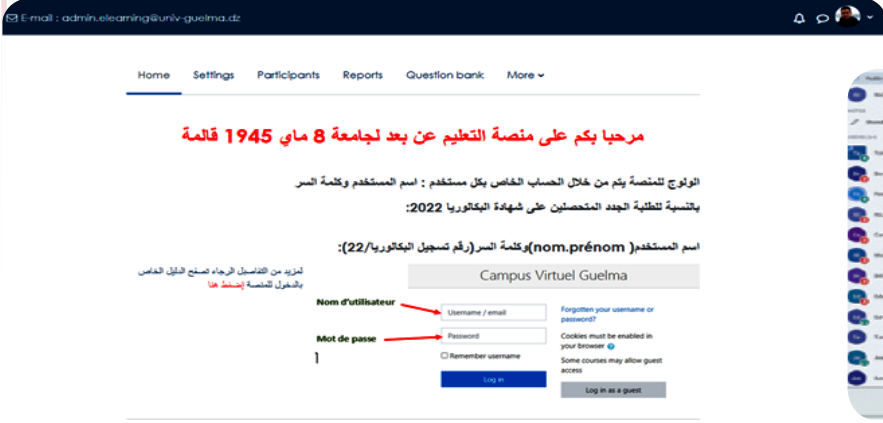 E-mail : admin.elearning@univ-guelma.dz
Home Settings Participants Reports Question bank More
مرحبا بكم على منصة التعليم عن بعد لجامعة 8 ماي 1945 قالمة
الولوج للمنصة يتم من خلال الحساب الخاص بكل مستخدم : اسم المستخدم وكلمة السر
بالنسبة للطلبة الجدد المتحصلين على شهادة البكالوريا 2022:
اسم المستخدم( nom.prénom)وكلمة السر(رقم تسجيل البكالوريا/22):
لمزيد من التفاصيل الرجاء تصفح الدليل الخاص
بالدخول للمنصة إضغط هنا
Campus Virtuel Guelma
Nom d'utilisateur
Username / email
Forgotten your username or
password?
Mot de passe
Password
Cookies must be enabled in
your browser
Remember username
Some courses may allow guest
access
Log in
Log in as a guest